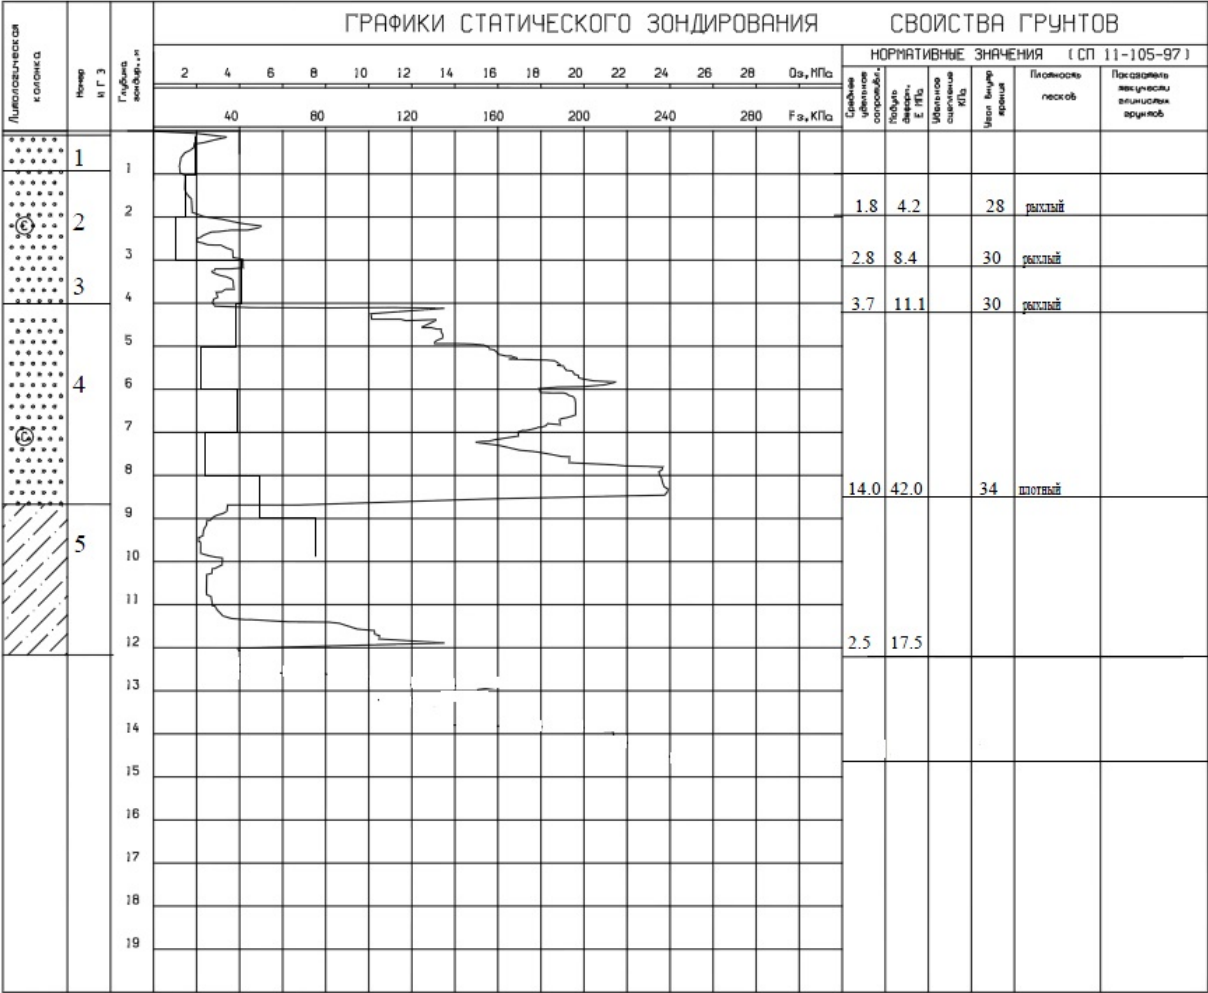 ГРАФИКИ СТАТИЧЕСКОГО ЗОНДИРОВАНИЯ СВОЙСТВА ГРУНТОВ
НОРМАТИВНЫЕ ЗНАЧЕНИЯ (СП 11-105-97)
Литологическая
колонка
Номер
ИГЭ
Глубина
зондир., м
2 4 6 8 10 12 14 16 18 20 22 24 26 28 Qз, МПа
40 80 120 160 200 240 280 Fз, КПа
Среднее
удельное
сопротивл.
Модуль
деформ.
Е МПа
Удельное
сцепление
КПа
Угол внутр
трения
Плотность
песков
Показатель
текучести
глинистых
грунтов
1
1
2
2
1.8 4.2 28 рыхлый
3
2.8 8.4 30 рыхлый
3
4
3.7 11.1 30 рыхлый
5
4
6
7
8
14.0 42.0 34 плотный
9
5
10
11
12
2.5 17.5
13
14
15
16
17
18
19